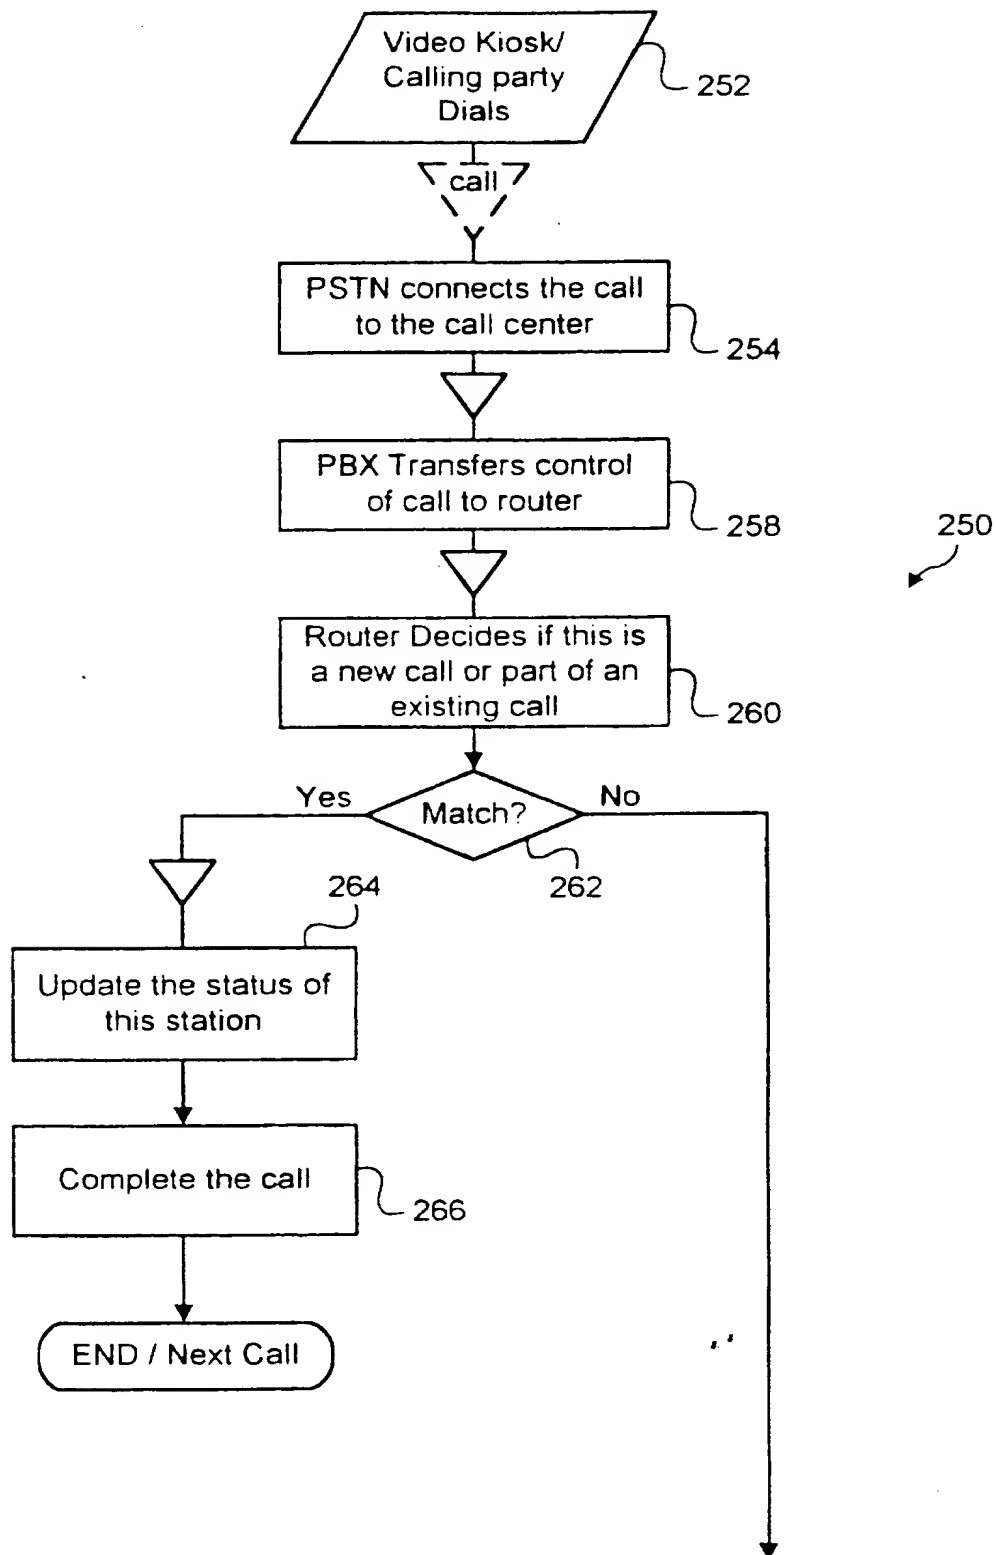 Video Kiosk/
Calling party
Dials
252
call
PSTN connects the call
to the call center
254
PBX Transfers control
of call to router
258
250
Router Decides if this is
a new call or part of an
existing call
260
Yes
Match?
No
262
264
Update the status of
this station
Complete the call
266
END / Next Call